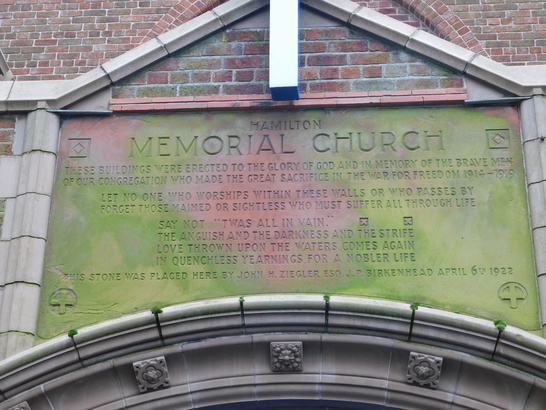 HAMILTON
MEMORIAL CHURCH
THESE BUILDINGS WERE ERECTED TO THE GLORY OF GOD AND IN MEMORY OF THE BRAVE MEN
OF OUR CONGREGATION WHO MADE THE GREAT SACRIFICE IN THE WAR FOR FREEDOM 1914-1919
LET NO ONE WHO WORSHIPS WITHIN THESE WALLS OR WHO PASSES BY
FORGET THOSE MAIMED OR SIGHTLESS WHO MUST SUFFER ALL THROUGH LIFE
SAY NOT "TWAS ALL IN VAIN."
THE ANGUISH AND THE DARKNESS AND THE STRIFE
LOVE THROWN UPON THE WATERS COMES AGAIN
IN QUENCHLESS YEARNINGS FOR A NOBLER LIFE
THIS STONE WAS PLACED HERE BY JOHN H. ZIEGLER ESQ. J.P. BIRKENHEAD APRIL 6TH 1922